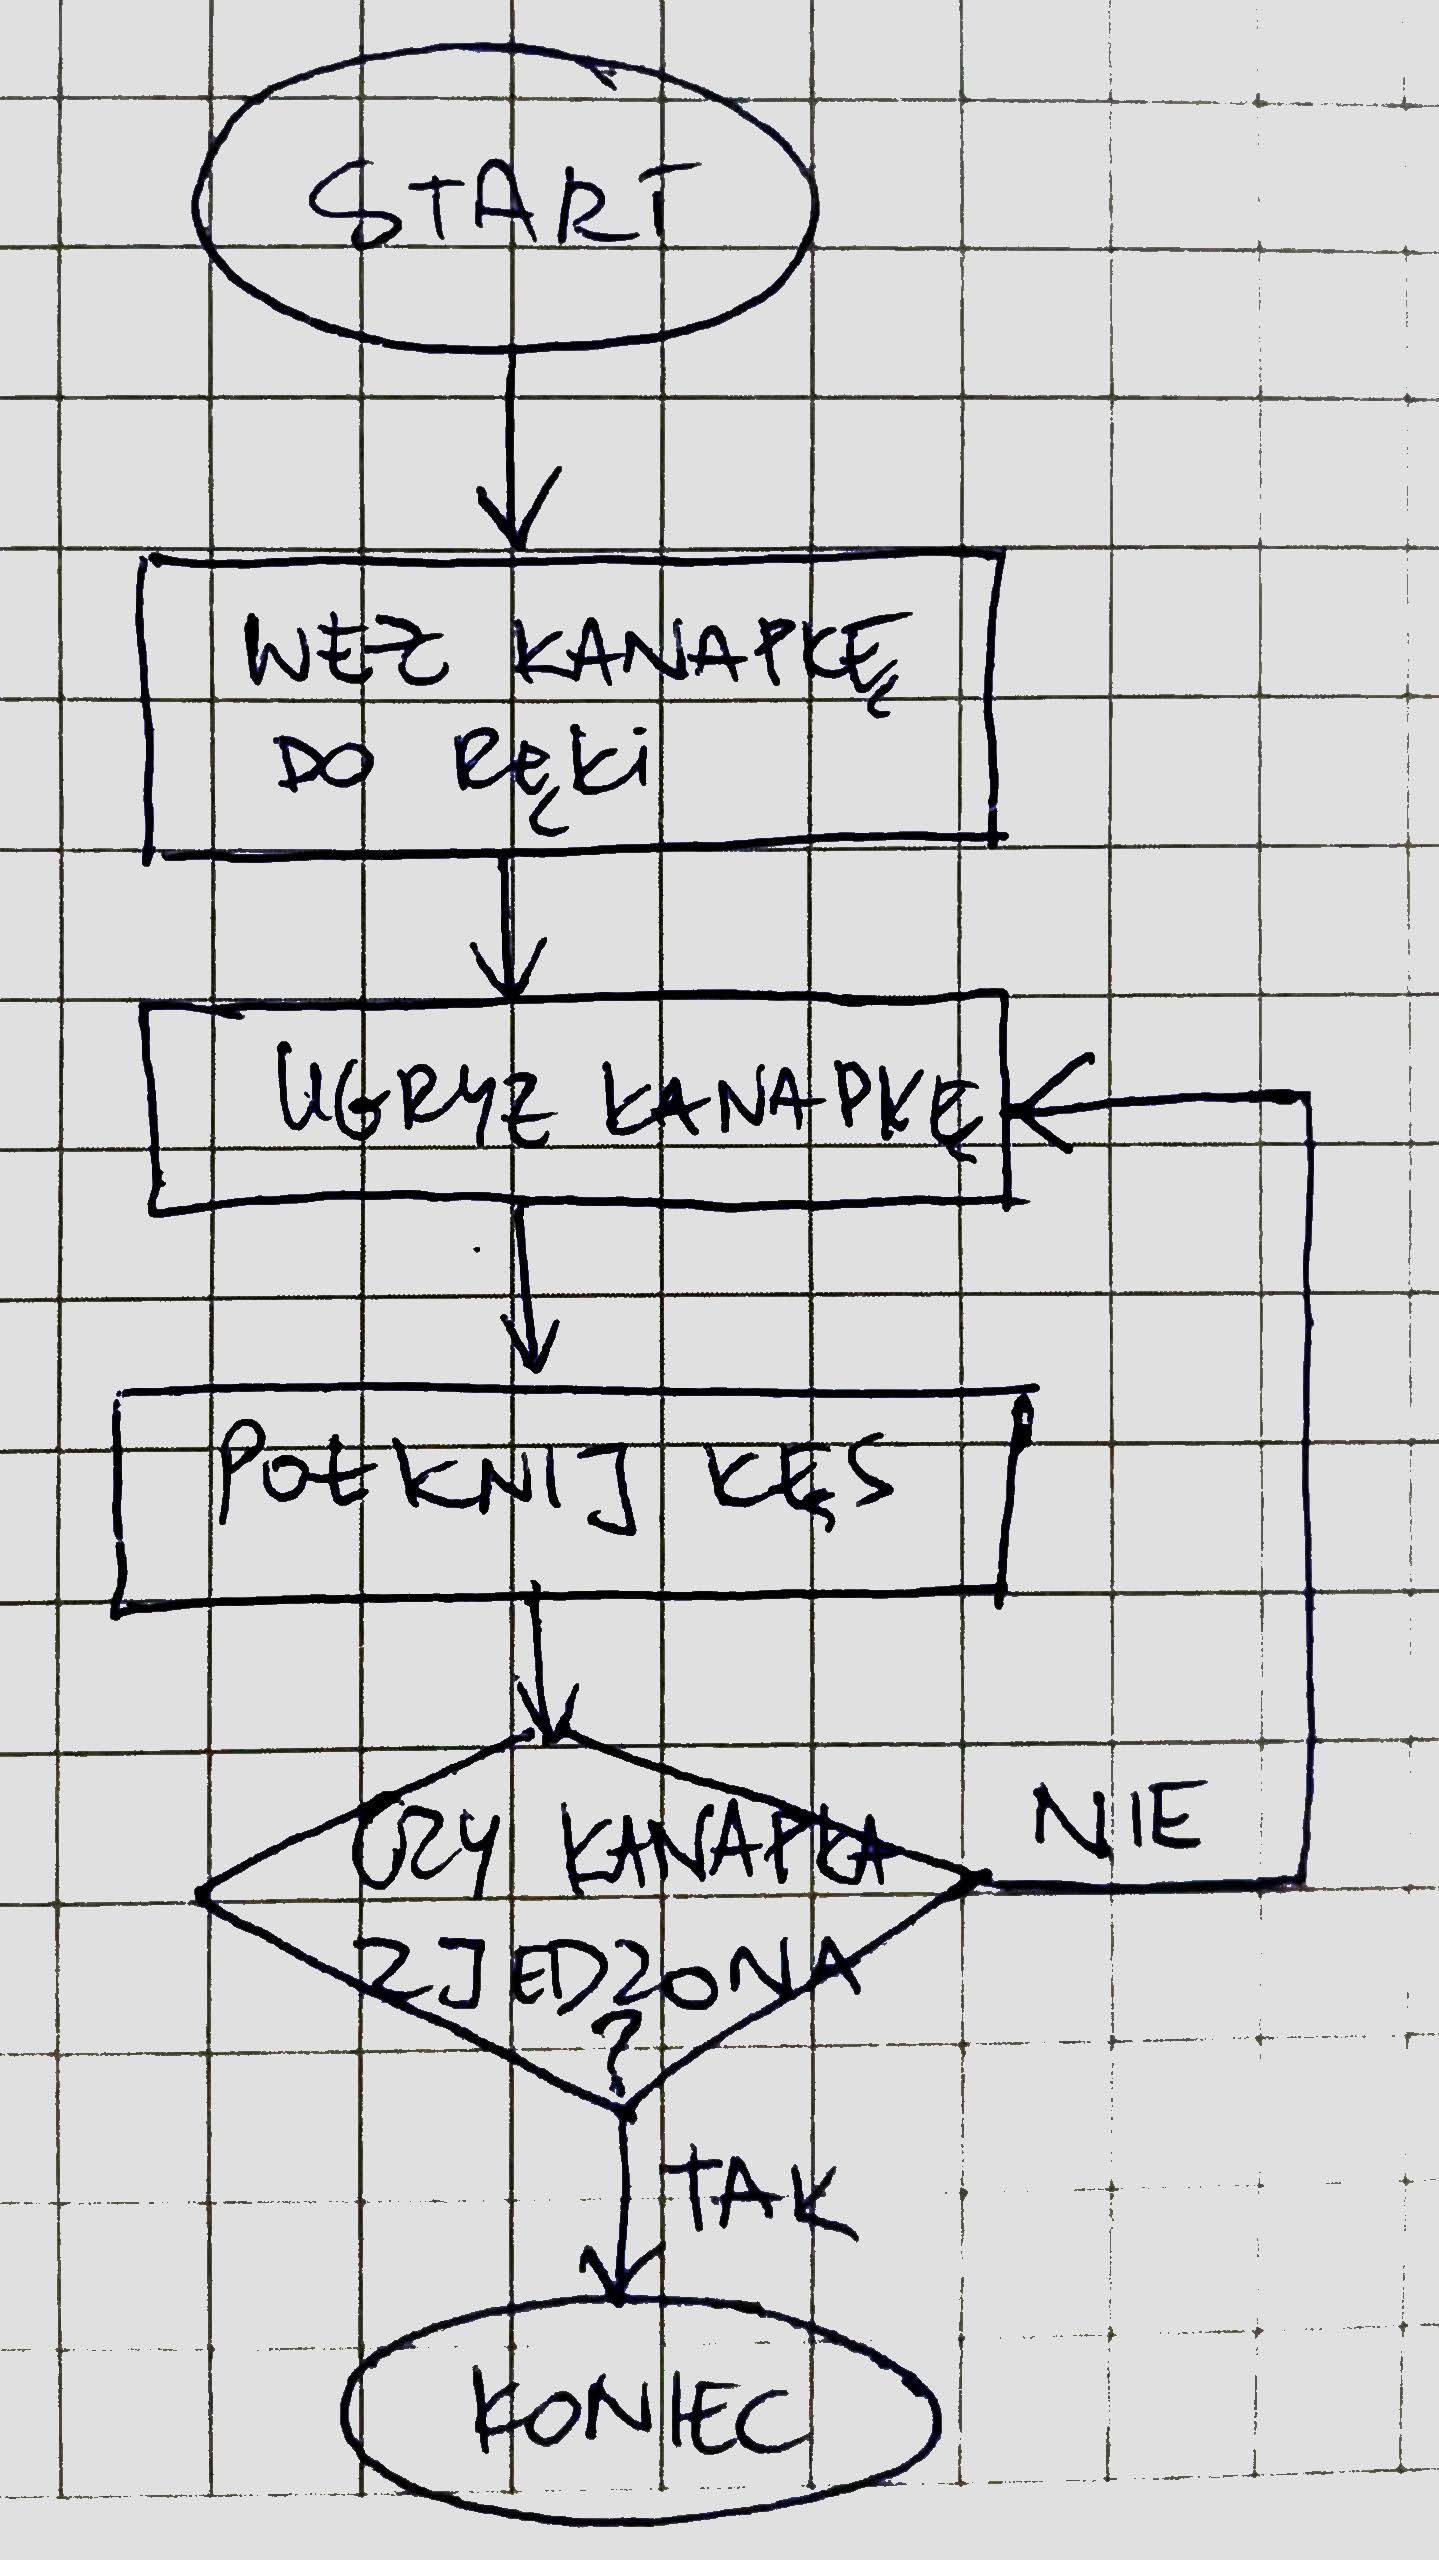 START
WEŹ KANAPKĘ
DO RĘKI
UGRYŹ KANAPKĘ
POŁKNIJ KĘS
CZY KANAPKA
NIE
ZJEDZONA
?
TAK
KONIEC